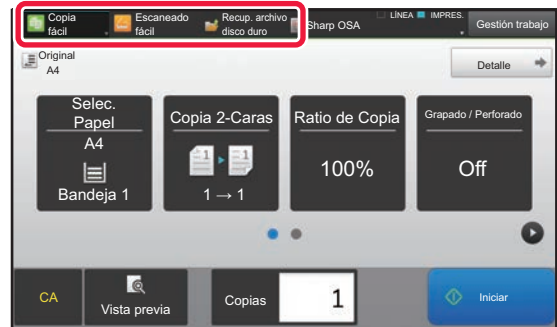 Copia fácil
Escaneado fácil
Recup. archivo disco duro
Sharp OSA
LÍNEA
IMPRES.
Gestión trabajo
Original
A4
Detalle
Selec.
Papel
A4
Bandeja 1
Copia 2-Caras
1
1
1 → 1
Ratio de Copia
100%
Grapado / Perforado
Off
CA
Vista previa
Copias
1
Iniciar